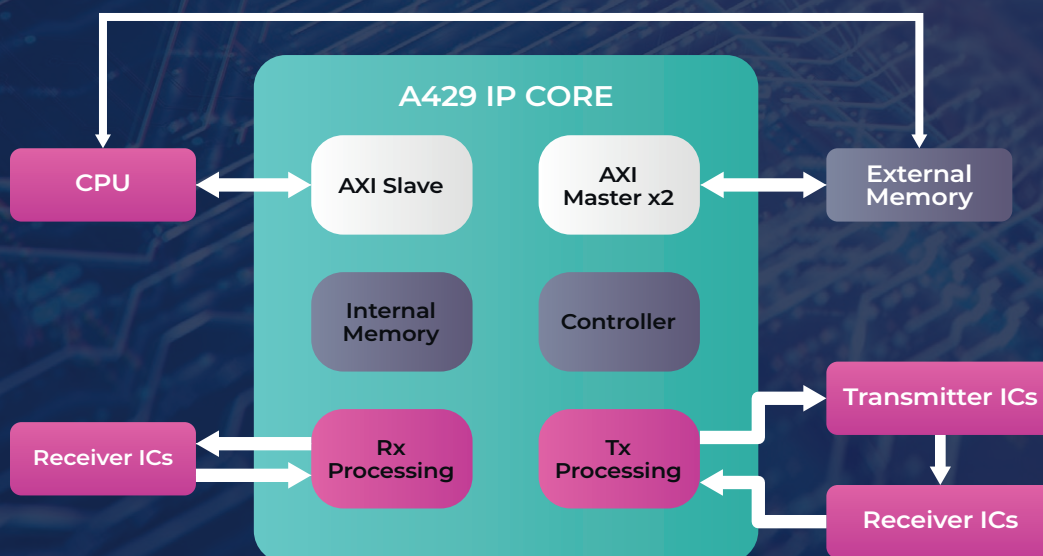 A429 IP CORE
CPU
AXI Slave
AXI
Master x2
External
Memory
Internal
Memory
Controller
Transmitter ICs
Receiver ICs
Rx
Processing
Tx
Processing
Receiver ICs